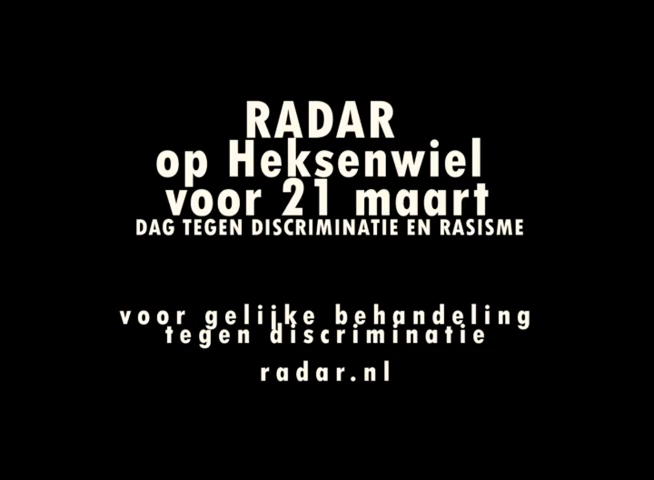 RADAR
op Heksenwiel
voor 21 maart
DAG TEGEN DISCRIMINATIE EN RASISME
voor gelijke behandeling
tegen discriminatie
radar.nl